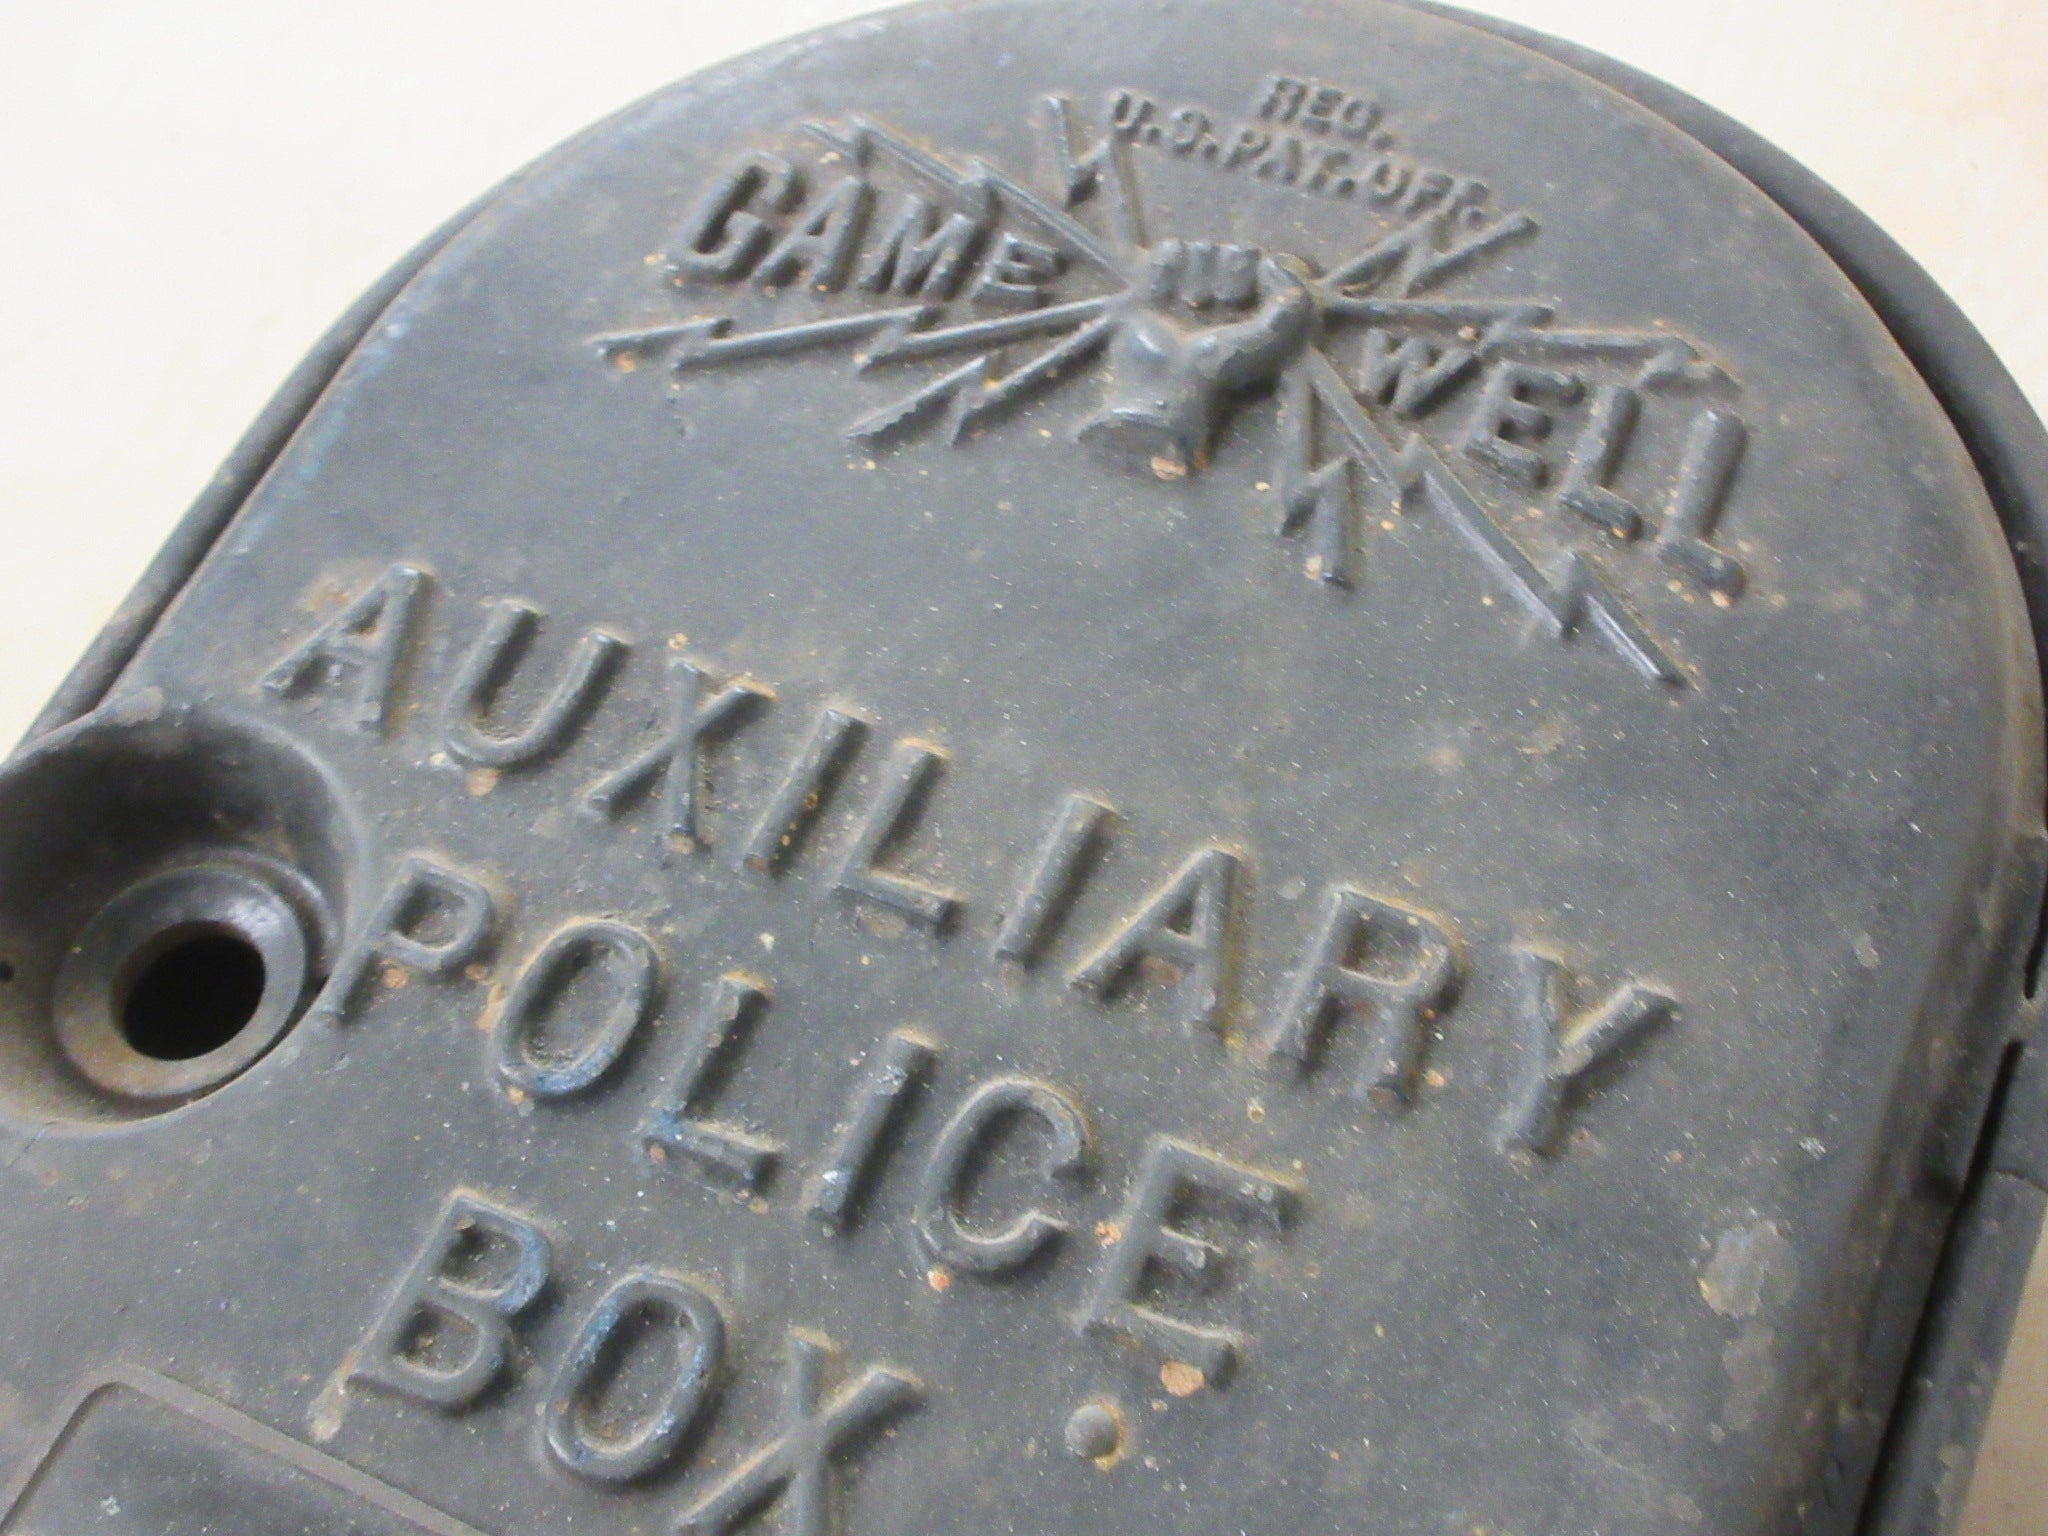 REG.
U.S.PAT.OFF.
GAME WELL
AUXILIARY
POLICE
BOX